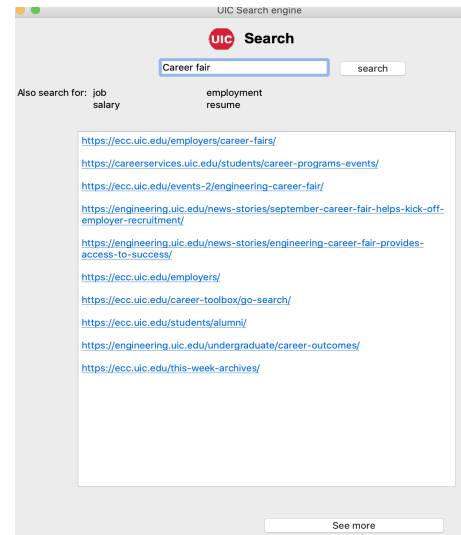 UIC Search engine
UIC Search
Career fair search
Also search for: job employment
salary resume
https://ecc.uic.edu/employers/career-fairs/
https://careerservices.uic.edu/students/career-programs-events/
https://ecc.uic.edu/events-2/engineering-career-fair/
https://engineering.uic.edu/news-stories/september-career-fair-helps-kick-off-
employer-recruitment/
https://engineering.uic.edu/news-stories/engineering-career-fair-provides-
access-to-success/
https://ecc.uic.edu/employers/
https://ecc.uic.edu/career-toolbox/go-search/
https://ecc.uic.edu/students/alumni/
https://engineering.uic.edu/undergraduate/career-outcomes/
https://ecc.uic.edu/this-week-archives/
See more